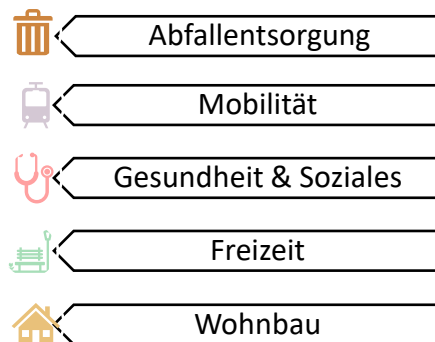 Abfallentsorgung
Mobilität
Gesundheit & Soziales
Freizeit
Wohnbau